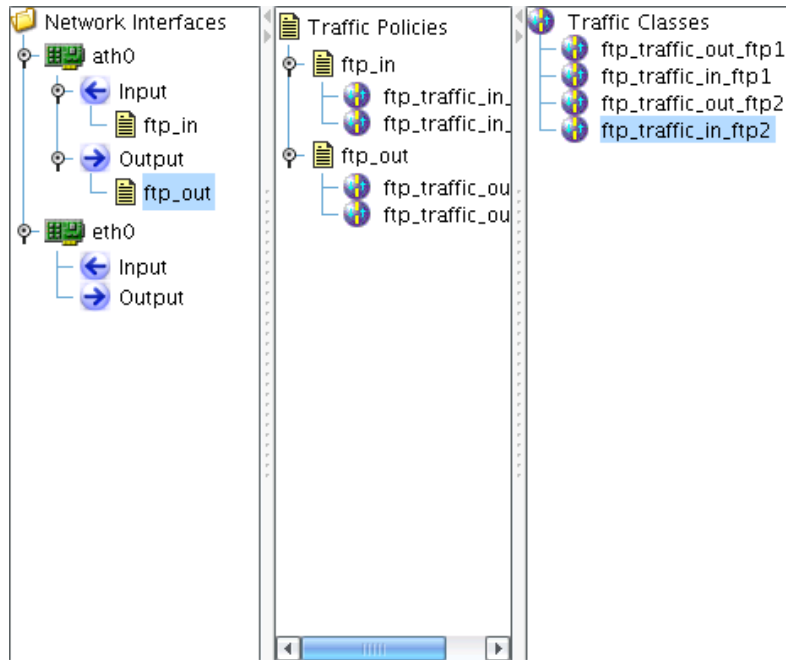 Network Interfaces
ath0
Input
ftp_in
Output
ftp_out
eth0
Input
Output
Traffic Policies
ftp_in
ftp_traffic_in_
ftp_traffic_in_
ftp_out
ftp_traffic_ou
ftp_traffic_ou
Traffic Classes
ftp_traffic_out_ftp1
ftp_traffic_in_ftp1
ftp_traffic_out_ftp2
ftp_traffic_in_ftp2